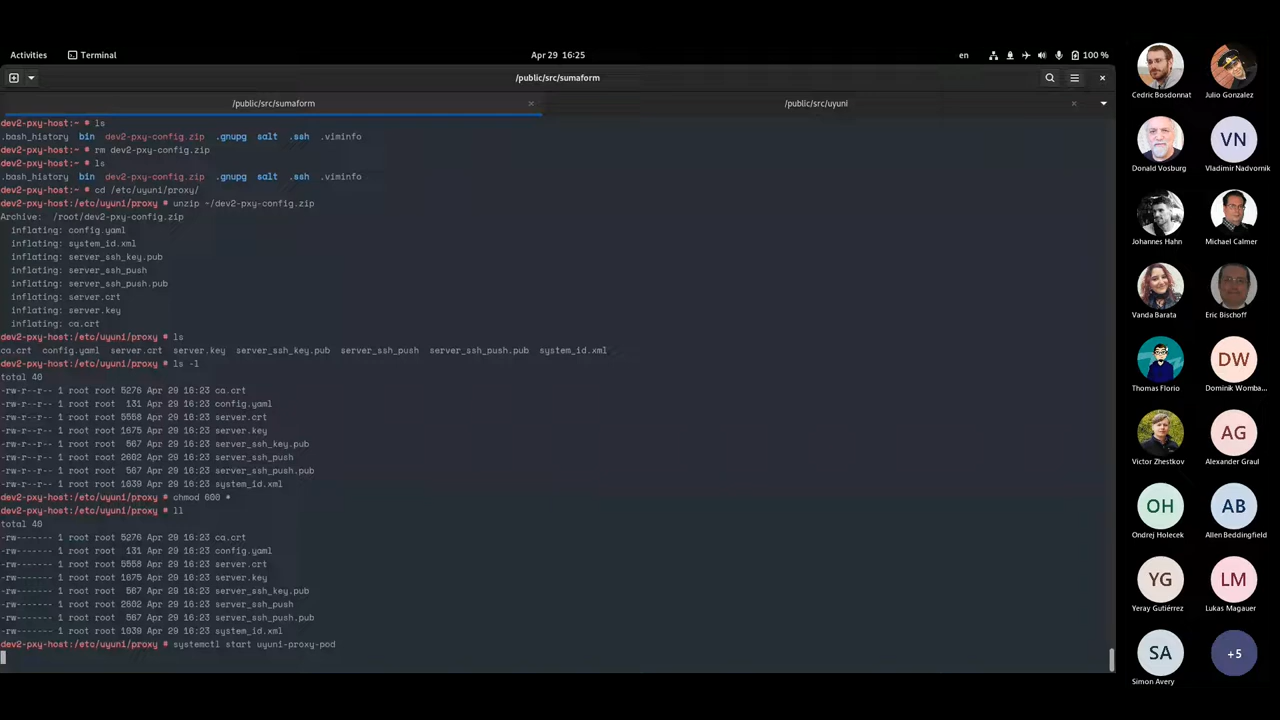 Activities Terminal Apr 29 16:25 en 100 %
/public/src/sumaform
/public/src/sumaform /public/src/uyuni
dev2-pxy-host:~ # ls
.bash_history bin dev2-pxy-config.zip .gnupg salt .ssh .viminfo
dev2-pxy-host:~ # rm dev2-pxy-config.zip
dev2-pxy-host:~ # ls
.bash_history bin dev2-pxy-config.zip .gnupg salt .ssh .viminfo
dev2-pxy-host:~ # cd /etc/uyuni/proxy/
dev2-pxy-host:/etc/uyuni/proxy # unzip ~/dev2-pxy-config.zip
Archive: /root/dev2-pxy-config.zip
inflating: config.yaml
inflating: system_id.xml
inflating: server_ssh_key.pub
inflating: server_ssh_push
inflating: server_ssh_push.pub
inflating: server.crt
inflating: server.key
inflating: ca.crt
dev2-pxy-host:/etc/uyuni/proxy # ls
ca.crt config.yaml server.crt server.key server_ssh_key.pub server_ssh_push server_ssh_push.pub system_id.xml
dev2-pxy-host:/etc/uyuni/proxy # ls -l
total 40
-rw-r--r-- 1 root root 5276 Apr 29 16:23 ca.crt
-rw-r--r-- 1 root root 131 Apr 29 16:23 config.yaml
-rw-r--r-- 1 root root 5558 Apr 29 16:23 server.crt
-rw-r--r-- 1 root root 1675 Apr 29 16:23 server.key
-rw-r--r-- 1 root root 567 Apr 29 16:23 server_ssh_key.pub
-rw-r--r-- 1 root root 2602 Apr 29 16:23 server_ssh_push
-rw-r--r-- 1 root root 567 Apr 29 16:23 server_ssh_push.pub
-rw-r--r-- 1 root root 1039 Apr 29 16:23 system_id.xml
dev2-pxy-host:/etc/uyuni/proxy # chmod 600 *
dev2-pxy-host:/etc/uyuni/proxy # ll
total 40
-rw------- 1 root root 5276 Apr 29 16:23 ca.crt
-rw------- 1 root root 131 Apr 29 16:23 config.yaml
-rw------- 1 root root 5558 Apr 29 16:23 server.crt
-rw------- 1 root root 1675 Apr 29 16:23 server.key
-rw------- 1 root root 567 Apr 29 16:23 server_ssh_key.pub
-rw------- 1 root root 2602 Apr 29 16:23 server_ssh_push
-rw------- 1 root root 567 Apr 29 16:23 server_ssh_push.pub
-rw------- 1 root root 1039 Apr 29 16:23 system_id.xml
dev2-pxy-host:/etc/uyuni/proxy # systemctl start uyuni-proxy-pod
Cedric Bosdonnat Julio Gonzalez
VN
Donald Vosburg Vladimir Nadvornik
Johannes Hahn Michael Calmer
Vanda Barata Eric Bischoff
DW
Thomas Florio Dominik Womba...
AG
Victor Zhestkov Alexander Graul
OH AB
Ondrej Holecek Allen Beddingfield
YG LM
Yeray Gutiérrez Lukas Magauer
SA +5
Simon Avery